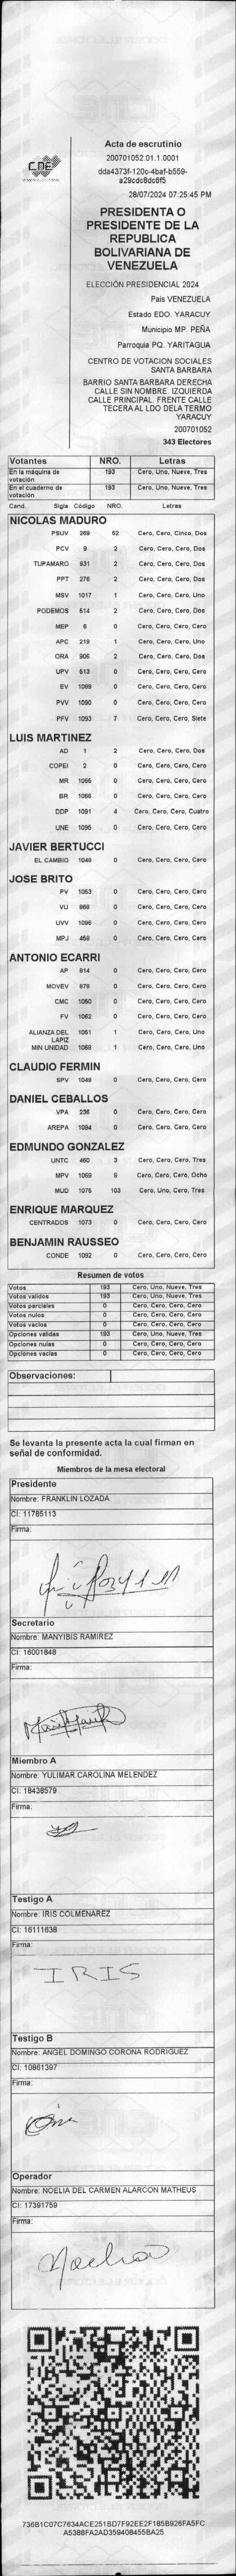 CNE
Acta de escrutinio
200701052.01.1.0001
dda4373f-120c-4baf-b559-
a29cdc8dc6f5
28/07/2024 07:25:45 PM
PRESIDENTA O
PRESIDENTE DE LA
REPUBLICA
BOLIVARIANA DE
VENEZUELA
ELECCIÓN PRESIDENCIAL 2024
País VENEZUELA
Estado EDO. YARACUY
Municipio MP. PEÑA
Parroquia PQ. YARITAGUA
CENTRO DE VOTACION SOCIALES
SANTA BARBARA
BARRIO SANTA BARBARA DERECHA
CALLE SIN NOMBRE. IZQUIERDA
CALLE PRINCIPAL. FRENTE CALLE
TECERA AL LDO DELA TERMO
YARACUY
200701052
343 Electores
Votantes NRO. Letras
En la máquina de votación 193 Cero, Uno, Nueve, Tres
En el cuaderno de votación 193 Cero, Uno, Nueve, Tres
Cand. Sigla Código NRO. Letras
NICOLAS MADURO
PSUV 269 52 Cero, Cero, Cinco, Dos
PCV 9 2 Cero, Cero, Cero, Dos
TUPAMARO 931 2 Cero, Cero, Cero, Dos
PPT 276 2 Cero, Cero, Cero, Dos
MSV 1017 1 Cero, Cero, Cero, Uno
PODEMOS 514 2 Cero, Cero, Cero, Dos
MEP 6 0 Cero, Cero, Cero, Cero
APC 219 1 Cero, Cero, Cero, Uno
ORA 906 2 Cero, Cero, Cero, Dos
UPV 513 0 Cero, Cero, Cero, Cero
EV 1089 0 Cero, Cero, Cero, Cero
PVV 1090 0 Cero, Cero, Cero, Cero
PFV 1093 7 Cero, Cero, Cero, Siete
LUIS MARTINEZ
AD 1 2 Cero, Cero, Cero, Dos
COPEI 2 0 Cero, Cero, Cero, Cero
MR 1065 0 Cero, Cero, Cero, Cero
BR 1066 0 Cero, Cero, Cero, Cero
DDP 1091 4 Cero, Cero, Cero, Cuatro
UNE 1095 0 Cero, Cero, Cero, Cero
JAVIER BERTUCCI
EL CAMBIO 1048 0 Cero, Cero, Cero, Cero
JOSE BRITO
PV 1053 0 Cero, Cero, Cero, Cero
VU 868 0 Cero, Cero, Cero, Cero
UVV 1096 0 Cero, Cero, Cero, Cero
MPJ 458 0 Cero, Cero, Cero, Cero
ANTONIO ECARRI
AP 814 0 Cero, Cero, Cero, Cero
MOVEV 878 0 Cero, Cero, Cero, Cero
CMC 1050 0 Cero, Cero, Cero, Cero
FV 1062 0 Cero, Cero, Cero, Cero
ALIANZA DEL LAPIZ 1051 1 Cero, Cero, Cero, Uno
MIN UNIDAD 1068 1 Cero, Cero, Cero, Uno
CLAUDIO FERMIN
SPV 1049 0 Cero, Cero, Cero, Cero
DANIEL CEBALLOS
VPA 236 0 Cero, Cero, Cero, Cero
AREPA 1094 0 Cero, Cero, Cero, Cero
EDMUNDO GONZALEZ
UNTC 460 3 Cero, Cero, Cero, Tres
MPV 1069 8 Cero, Cero, Cero, Ocho
MUD 1075 103 Cero, Uno, Cero, Tres
ENRIQUE MARQUEZ
CENTRADOS 1073 0 Cero, Cero, Cero, Cero
BENJAMIN RAUSSEO
CONDE 1092 0 Cero, Cero, Cero, Cero
Resumen de votos
Votos 193 Cero, Uno, Nueve, Tres
Votos validos 193 Cero, Uno, Nueve, Tres
Votos parciales 0 Cero, Cero, Cero, Cero
Votos nulos 0 Cero, Cero, Cero, Cero
Votos vacios 0 Cero, Cero, Cero, Cero
Opciones validas 193 Cero, Uno, Nueve, Tres
Opciones nulas 0 Cero, Cero, Cero, Cero
Opciones vacias 0 Cero, Cero, Cero, Cero
Observaciones:
Se levanta la presente acta la cual firman en
señal de conformidad.
Miembros de la mesa electoral
Presidente
Nombre: FRANKLIN LOZADA
CI: 11785113
Firma:
Secretario
Nombre: MANYIBIS RAMIREZ
CI: 16001848
Firma:
Miembro A
Nombre: YULIMAR CAROLINA MELENDEZ
CI: 18438579
Firma:
Testigo A
Nombre: IRIS COLMENAREZ
CI: 16111638
Firma:
IRIS
Testigo B
Nombre: ANGEL DOMINGO CORONA RODRIGUEZ
CI: 10861397
Firma:
Operador
Nombre: NOELIA DEL CARMEN ALARCON MATHEUS
CI: 17391759
Firma:
Noelia
736B1C07C7634ACE251BD7F92EE2F185B926FA5FC
A5388FA2AD359408455BA25